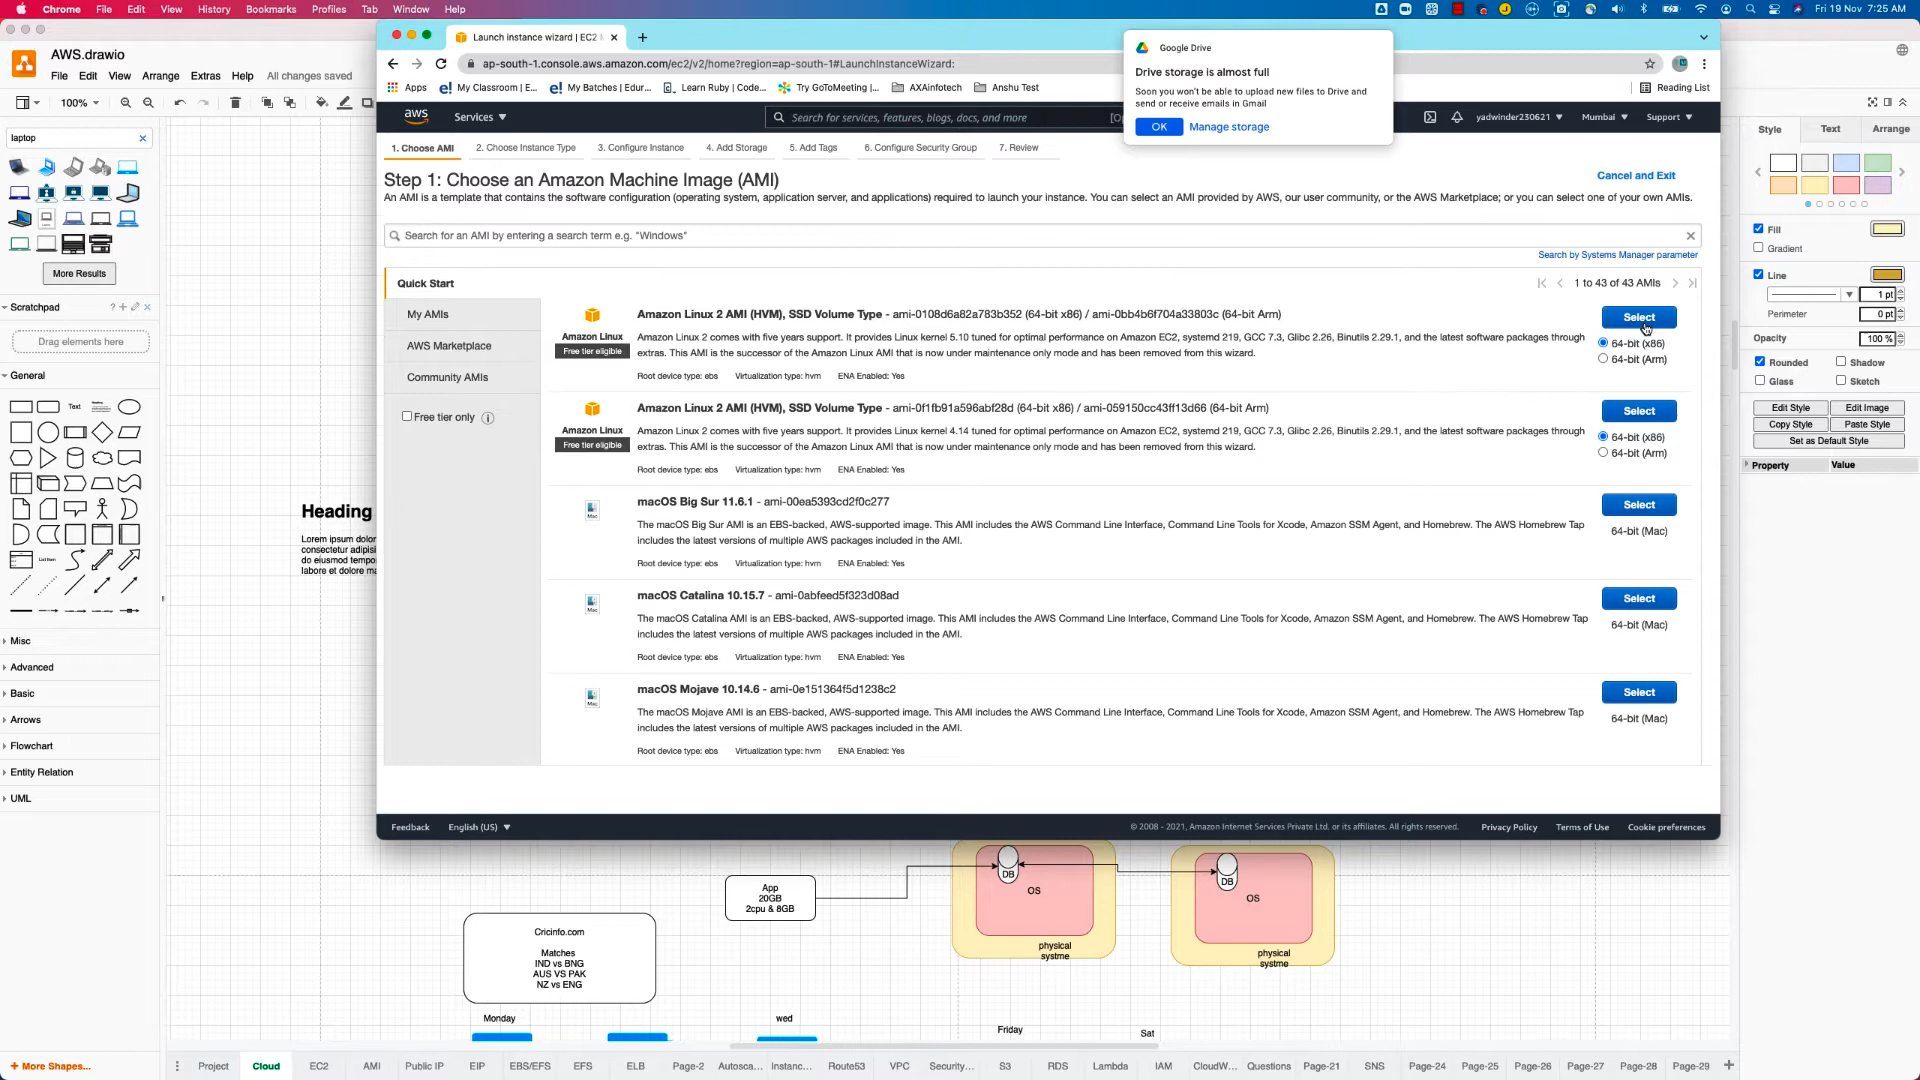 Chrome File Edit View History Bookmarks Profiles Tab Window Help
Fri 19 Nov 7:25 AM
AWS.drawio
File Edit View Arrange Extras Help All changes saved
100%
laptop
More Results
Scratchpad
Drag elements here
General
Text
Heading
List Item
Misc
Advanced
Basic
Arrows
Flowchart
Entity Relation
UML
+ More Shapes...
Heading
Lorem ipsum dolor
consectetur adipisi
do eiusmod tempo
labore et dolore ma
Launch instance wizard | EC2
ap-south-1.console.aws.amazon.com/ec2/v2/home?region=ap-south-1#LaunchInstanceWizard:
Apps My Classroom | E... My Batches | Edur... Learn Ruby | Code... Try GoToMeeting |... AXAinfotech Anshu Test Reading List
Google Drive
Drive storage is almost full
Soon you won't be able to upload new files to Drive and
send or receive emails in Gmail
OK Manage storage
aws Services Search for services, features, blogs, docs, and more [Op yadwinder230621 Mumbai Support
1. Choose AMI 2. Choose Instance Type 3. Configure Instance 4. Add Storage 5. Add Tags 6. Configure Security Group 7. Review
Step 1: Choose an Amazon Machine Image (AMI)
Cancel and Exit
An AMI is a template that contains the software configuration (operating system, application server, and applications) required to launch your instance. You can select an AMI provided by AWS, our user community, or the AWS Marketplace; or you can select one of your own AMIs.
Search for an AMI by entering a search term e.g. "Windows"
Search by Systems Manager parameter
Quick Start
My AMIs
AWS Marketplace
Community AMIs
Free tier only
1 to 43 of 43 AMIs
Amazon Linux
Free tier eligible
Amazon Linux 2 AMI (HVM), SSD Volume Type - ami-0108d6a82a783b352 (64-bit x86) / ami-0bb4b6f704a33803c (64-bit Arm)
Amazon Linux 2 comes with five years support. It provides Linux kernel 5.10 tuned for optimal performance on Amazon EC2, systemd 219, GCC 7.3, Glibc 2.26, Binutils 2.29.1, and the latest software packages through
extras. This AMI is the successor of the Amazon Linux AMI that is now under maintenance only mode and has been removed from this wizard.
Root device type: ebs Virtualization type: hvm ENA Enabled: Yes
Select
64-bit (x86)
64-bit (Arm)
Amazon Linux
Free tier eligible
Amazon Linux 2 AMI (HVM), SSD Volume Type - ami-0f1fb91a596abf28d (64-bit x86) / ami-059150cc43ff13d66 (64-bit Arm)
Amazon Linux 2 comes with five years support. It provides Linux kernel 4.14 tuned for optimal performance on Amazon EC2, systemd 219, GCC 7.3, Glibc 2.26, Binutils 2.29.1, and the latest software packages through
extras. This AMI is the successor of the Amazon Linux AMI that is now under maintenance only mode and has been removed from this wizard.
Root device type: ebs Virtualization type: hvm ENA Enabled: Yes
Select
64-bit (x86)
64-bit (Arm)
Mac
macOS Big Sur 11.6.1 - ami-00ea5393cd2f0c277
The macOS Big Sur AMI is an EBS-backed, AWS-supported image. This AMI includes the AWS Command Line Interface, Command Line Tools for Xcode, Amazon SSM Agent, and Homebrew. The AWS Homebrew Tap
includes the latest versions of multiple AWS packages included in the AMI.
Root device type: ebs Virtualization type: hvm ENA Enabled: Yes
Select
64-bit (Mac)
Mac
macOS Catalina 10.15.7 - ami-0abfeed5f323d08ad
The macOS Catalina AMI is an EBS-backed, AWS-supported image. This AMI includes the AWS Command Line Interface, Command Line Tools for Xcode, Amazon SSM Agent, and Homebrew. The AWS Homebrew Tap
includes the latest versions of multiple AWS packages included in the AMI.
Root device type: ebs Virtualization type: hvm ENA Enabled: Yes
Select
64-bit (Mac)
Mac
macOS Mojave 10.14.6 - ami-0e151364f5d1238c2
The macOS Mojave AMI is an EBS-backed, AWS-supported image. This AMI includes the AWS Command Line Interface, Command Line Tools for Xcode, Amazon SSM Agent, and Homebrew. The AWS Homebrew Tap
includes the latest versions of multiple AWS packages included in the AMI.
Root device type: ebs Virtualization type: hvm ENA Enabled: Yes
Select
64-bit (Mac)
Feedback English (US) © 2008 - 2021, Amazon Internet Services Private Ltd. or its affiliates. All rights reserved. Privacy Policy Terms of Use Cookie preferences
App
20GB
2cpu & 8GB
Cricinfo.com
Matches
IND vs BNG
AUS VS PAK
NZ vs ENG
DB
OS
physical
systme
DB
OS
physical
systme
Monday
wed
Friday
Sat
Project Cloud EC2 AMI Public IP EIP EBS/EFS EFS ELB Page-2 Autosca... Instanc... Route53 VPC Security... S3 RDS Lambda IAM CloudW... Questions Page-21 SNS Page-24 Page-25 Page-26 Page-27 Page-28 Page-29
Style Text Arrange
Fill
Gradient
Line
1 pt
Perimeter 0 pt
Opacity 100 %
Rounded Shadow
Glass Sketch
Edit Style Edit Image
Copy Style Paste Style
Set as Default Style
Property Value